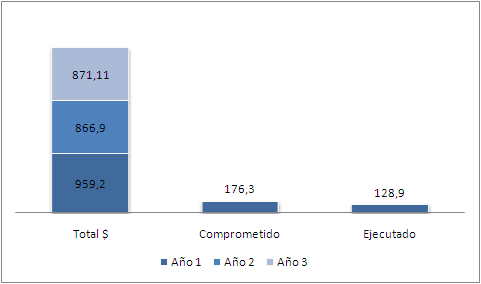 871,11
866,9
959,2
176,3
128,9
Total $
Comprometido
Ejecutado
Año 1
Año 2
Año 3